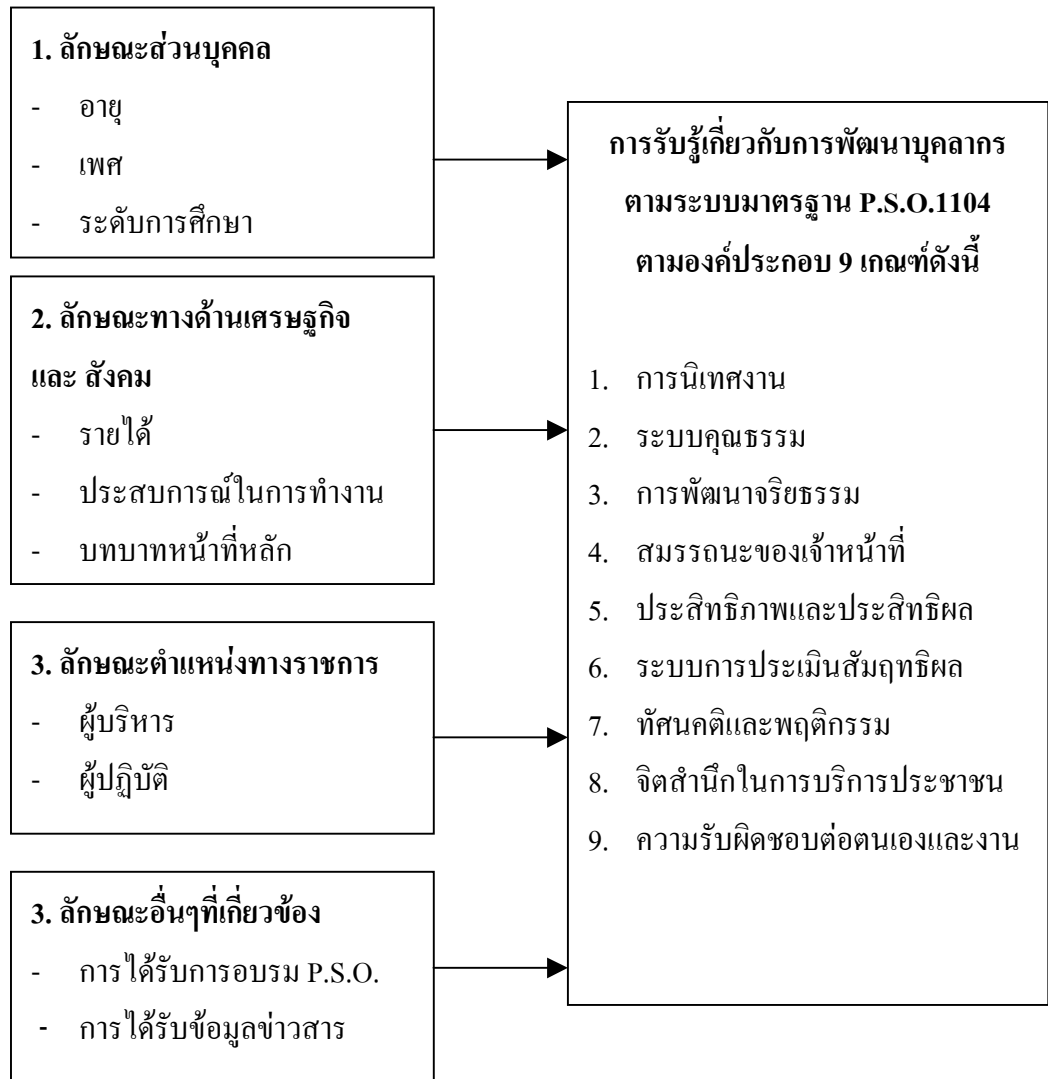 1. ลักษณะส่วนบุคคล
- อายุ
- เพศ
- ระดับการศึกษา
2. ลักษณะทางด้านเศรษฐกิจ
และ สังคม
- รายได้
- ประสบการณ์ในการทำงาน
- บทบาทหน้าที่หลัก
3. ลักษณะตำแหน่งทางราชการ
- ผู้บริหาร
- ผู้ปฏิบัติ
3. ลักษณะอื่นๆที่เกี่ยวข้อง
- การได้รับการอบรม P.S.O.
- การได้รับข้อมูลข่าวสาร
การรับรู้เกี่ยวกับการพัฒนาบุคลากร
ตามระบบมาตรฐาน P.S.O.1104
ตามองค์ประกอบ 9 เกณฑ์ดังนี้
1. การนิเทศงาน
2. ระบบคุณธรรม
3. การพัฒนาจริยธรรม
4. สมรรถนะของเจ้าหน้าที่
5. ประสิทธิภาพและประสิทธิผล
6. ระบบการประเมินสัมฤทธิผล
7. ทัศนคติและพฤติกรรม
8. จิตสำนึกในการบริการประชาชน
9. ความรับผิดชอบต่อตนเองและงาน